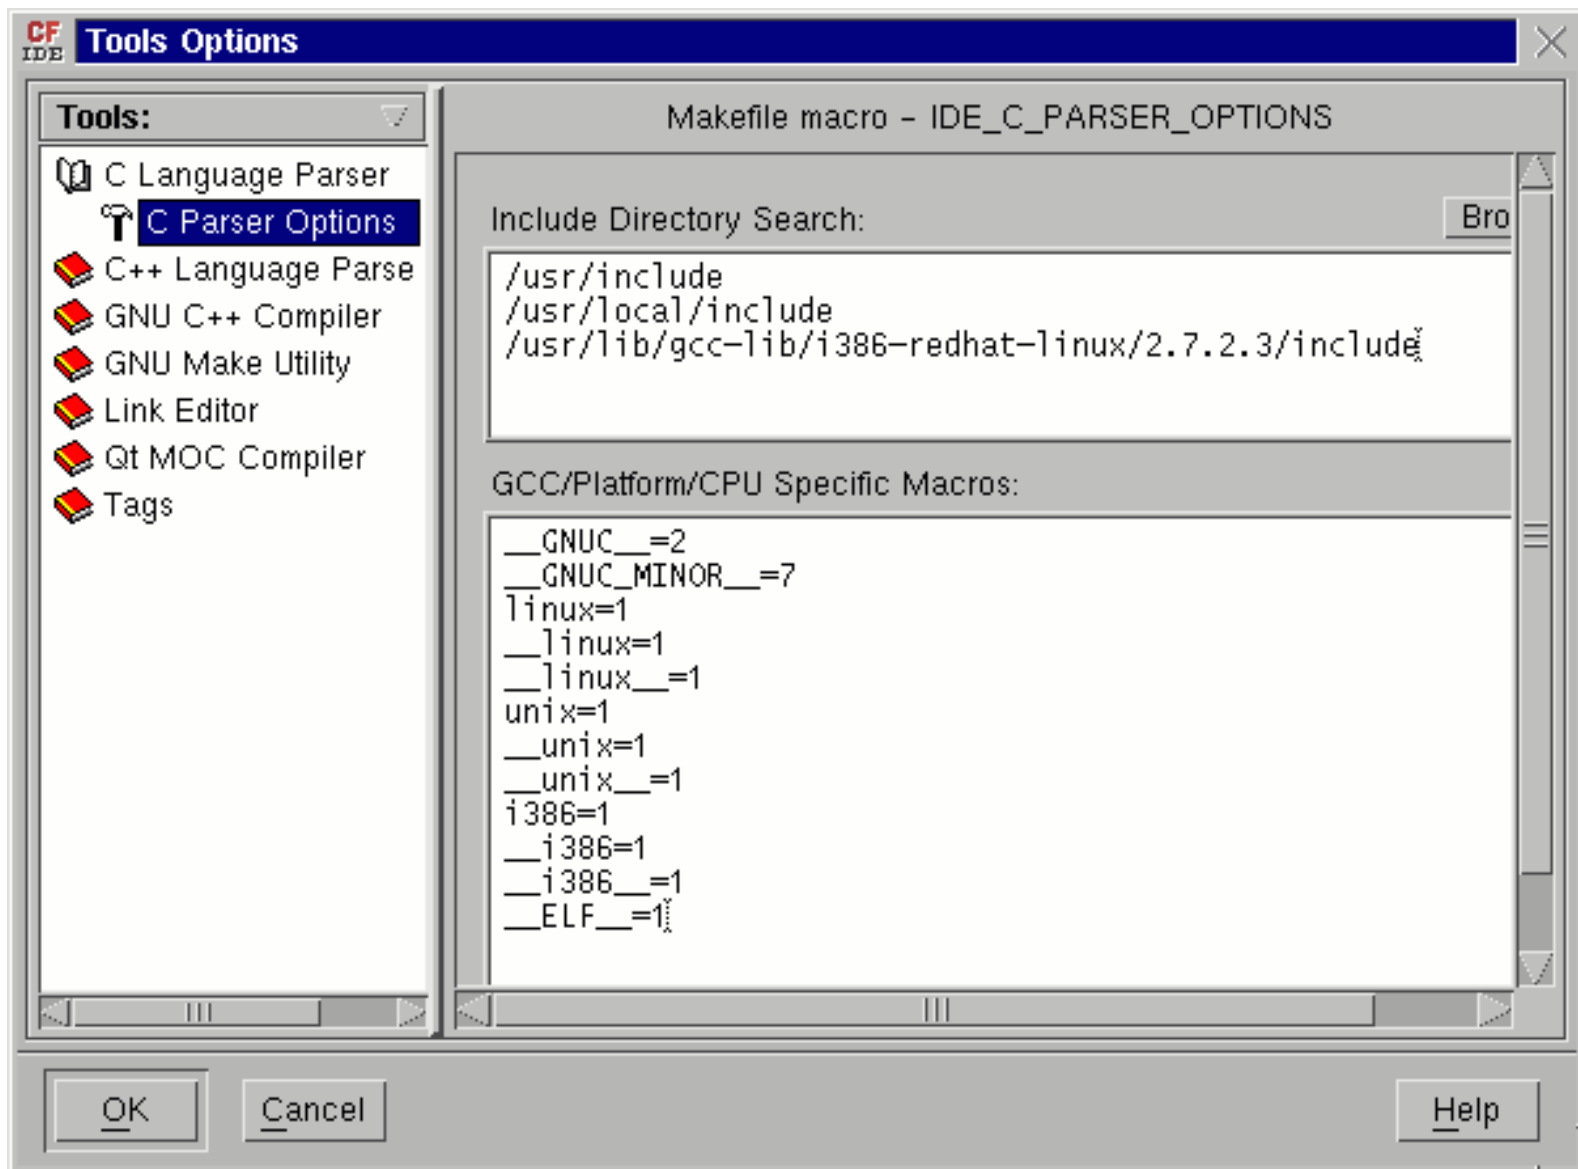 CF IDE Tools Options
Tools:
C Language Parser
C Parser Options
C++ Language Parse
GNU C++ Compiler
GNU Make Utility
Link Editor
Qt MOC Compiler
Tags
Makefile macro - IDE_C_PARSER_OPTIONS
Include Directory Search:
Bro
/usr/include
/usr/local/include
/usr/lib/gcc-lib/i386-redhat-linux/2.7.2.3/include
GCC/Platform/CPU Specific Macros:
__GNUC__=2
__GNUC_MINOR__=7
linux=1
__linux=1
__linux__=1
unix=1
__unix=1
__unix__=1
i386=1
__i386=1
__i386__=1
__ELF__=1
OK
Cancel
Help